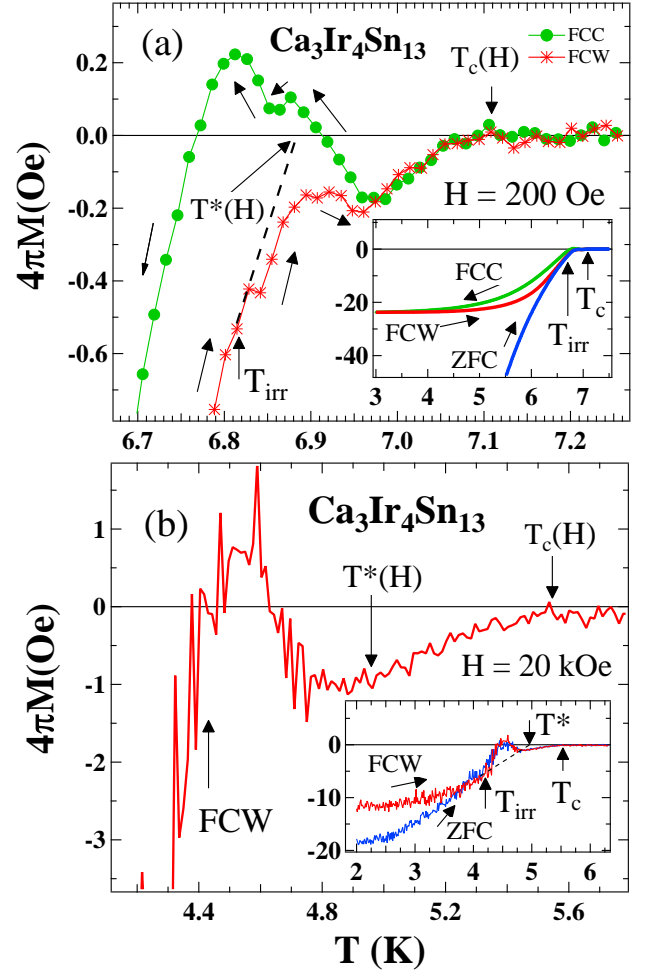 (a)
Ca3Ir4Sn13
FCC
FCW
Tc(H)
0.2
0.0
-0.2
-0.4
-0.6
4πM(Oe)
T*(H)
H = 200 Oe
Tirr
0
-20
-40
FCC
FCW
ZFC
Tc
Tirr
3 4 5 6 7
6.7 6.8 6.9 7.0 7.1 7.2
(b)
Ca3Ir4Sn13
Tc(H)
T*(H)
1
0
-1
-2
-3
4πM(Oe)
H = 20 kOe
FCW
T*
0
-10
-20
FCW
ZFC
Tirr
Tc
2 3 4 5 6
4.4 4.8 5.2 5.6
T (K)